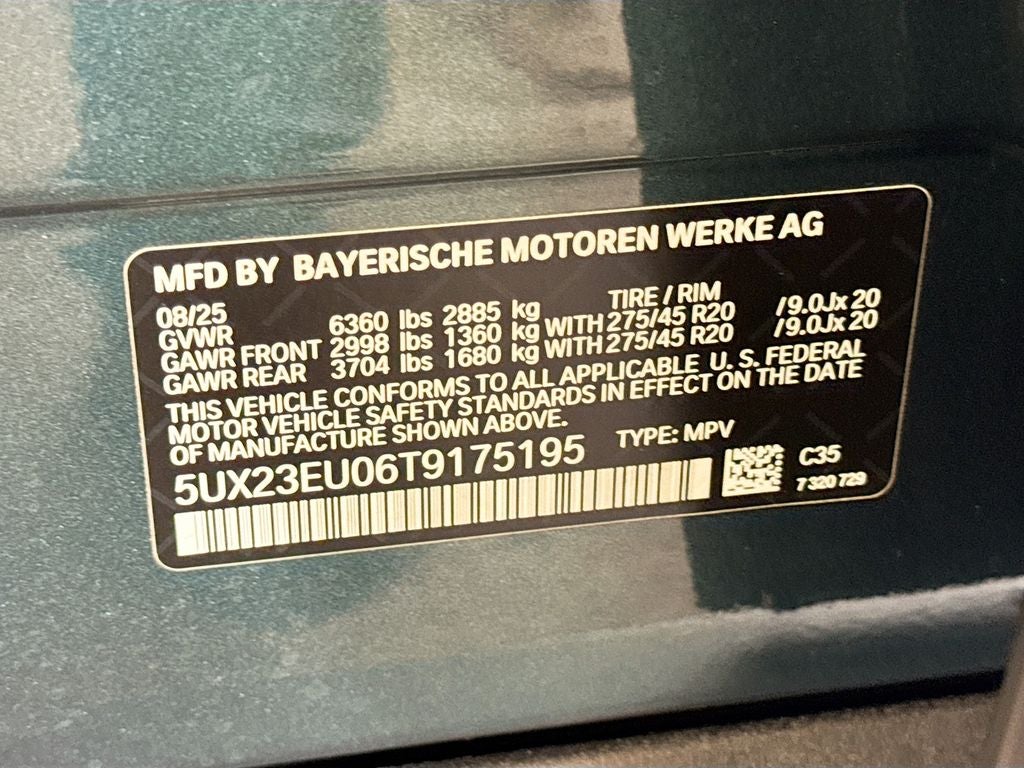 MFD BY BAYERISCHE MOTOREN WERKE AG
08/25 TIRE / RIM
GVWR 6360 lbs 2885 kg
GAWR FRONT 2998 lbs 1360 kg WITH 275/45 R20 /9.0Jx20
GAWR REAR 3704 lbs 1680 kg WITH 275/45 R20 /9.0Jx20
THIS VEHICLE CONFORMS TO ALL APPLICABLE U. S. FEDERAL
MOTOR VEHICLE SAFETY STANDARDS IN EFFECT ON THE DATE
OF MANUFACTURE SHOWN ABOVE.
5UX23EU06T9175195 TYPE: MPV
C35
7 320 729